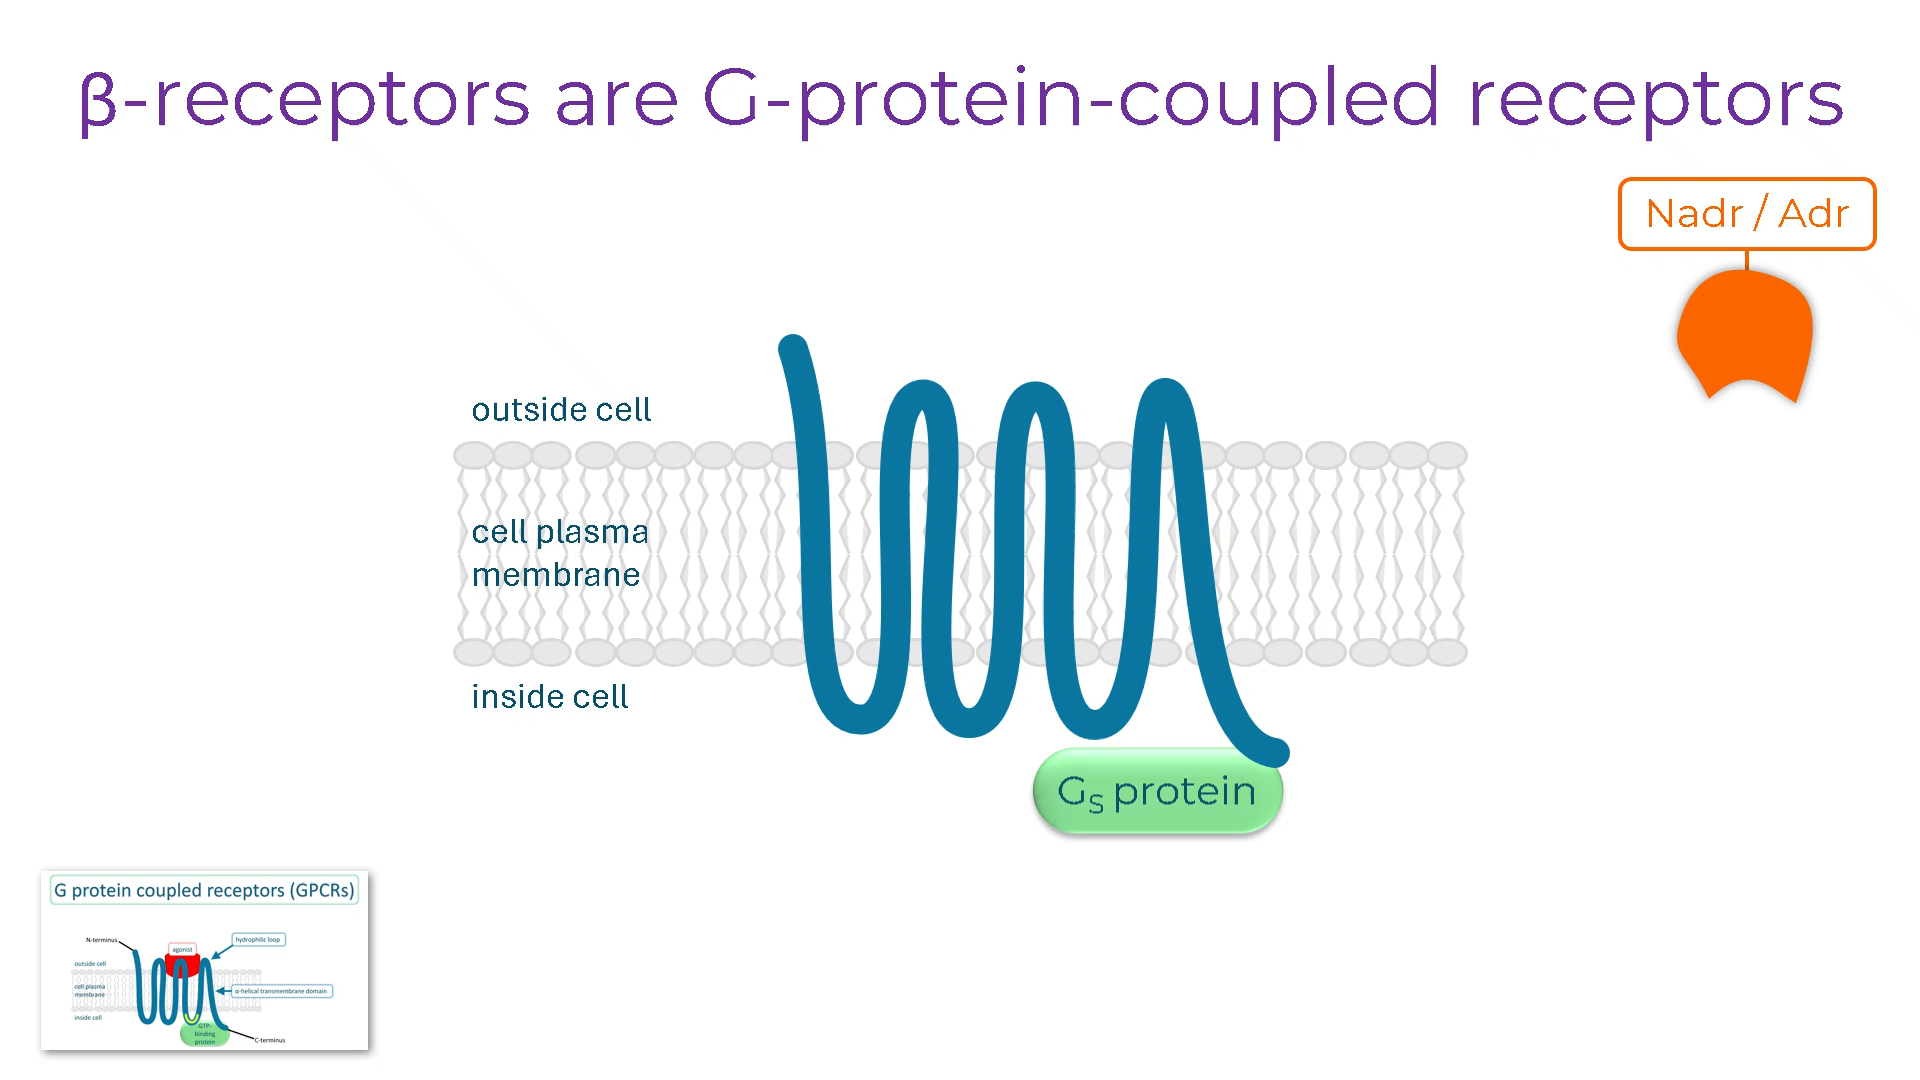 β-receptors are G-protein-coupled receptors
Nadr / Adr
outside cell
cell plasma
membrane
inside cell
GS protein
G protein coupled receptors (GPCRs)
N-terminus
agonist
hydrophilic loop
outside cell
cell plasma
membrane
α-helical transmembrane domain
inside cell
GTP-
binding
protein
C-terminus